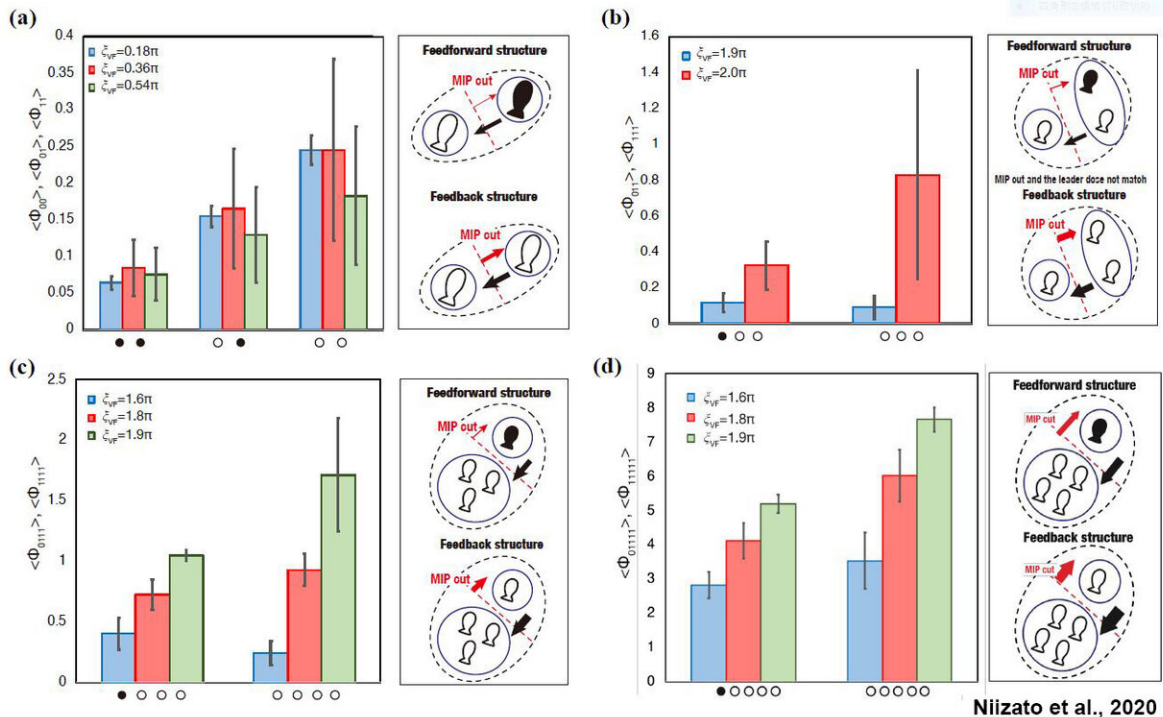 (a)
0.4
0.35
0.3
0.25
0.2
0.15
0.1
0.05
0
<Φ₀₀>, <Φ₀₁>, <Φ₁₁>
ξVF=0.18π
ξVF=0.36π
ξVF=0.54π
● ●
○ ●
○ ○
Feedforward structure
MIP out
Feedback structure
MIP out
(b)
1.6
1.4
1.2
1
0.8
0.6
0.4
0.2
0
<Φ₀₁₁>, <Φ₁₁₁>
ξVF=1.9π
ξVF=2.0π
● ○ ○
○ ○ ○
Feedforward structure
MIP out
MIP out and the leader dose not match
Feedback structure
MIP out
(c)
2.5
2
1.5
1
0.5
0
<Φ₀₁₁₁>, <Φ₁₁₁₁>
ξVF=1.6π
ξVF=1.8π
ξVF=1.9π
● ○ ○ ○
○ ○ ○ ○
Feedforward structure
MIP out
Feedback structure
MIP out
(d)
9
8
7
6
5
4
3
2
1
0
<Φ₀₁₁₁₁>, <Φ₁₁₁₁₁>
ξVF=1.6π
ξVF=1.8π
ξVF=1.9π
●○○○○
○○○○○
Feedforward structure
MIP cut
Feedback structure
MIP cut
Niizato et al., 2020